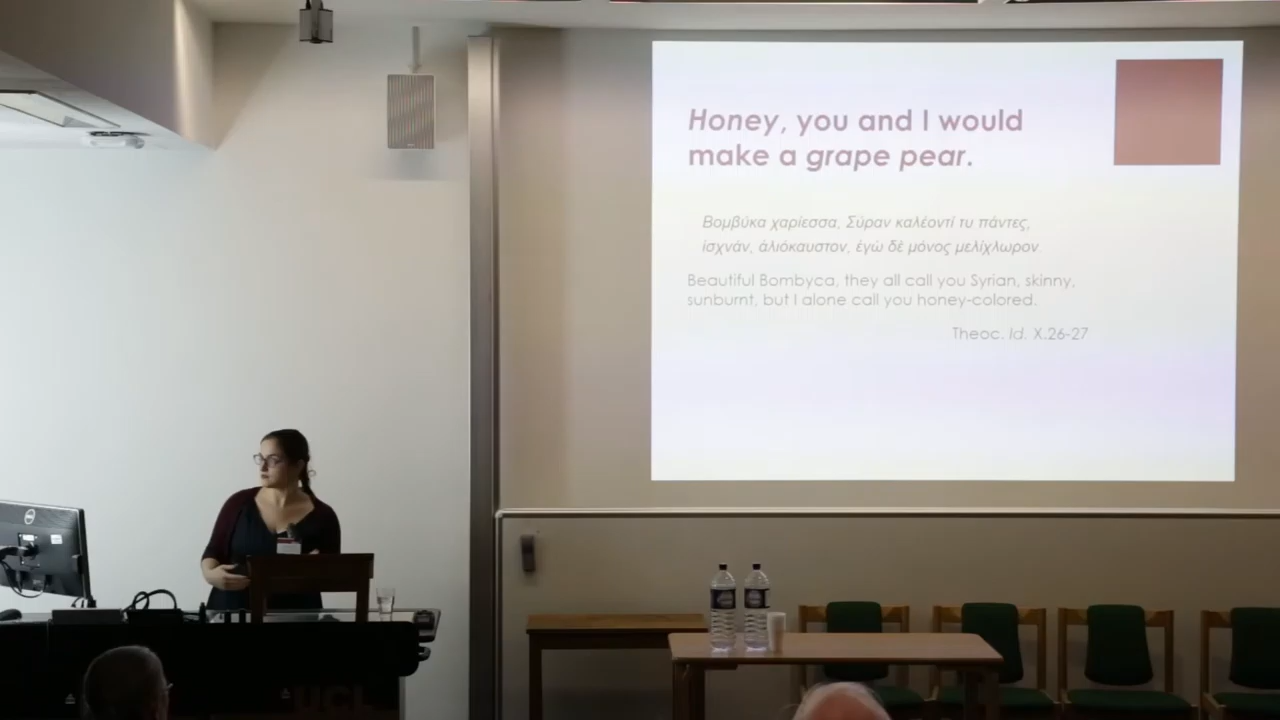 Honey, you and I would
make a grape pear.
Βομβύκα χαρίεσσα, Σύραν καλέοντί τυ πάντες,
ἰσχνάν, ἁλιόκαυστον, ἐγὼ δὲ μόνος μελίχλωρον
Beautiful Bombyca, they all call you Syrian, skinny,
sunburnt, but I alone call you honey-colored.
Theoc. Id. X.26-27
DELL
UCL